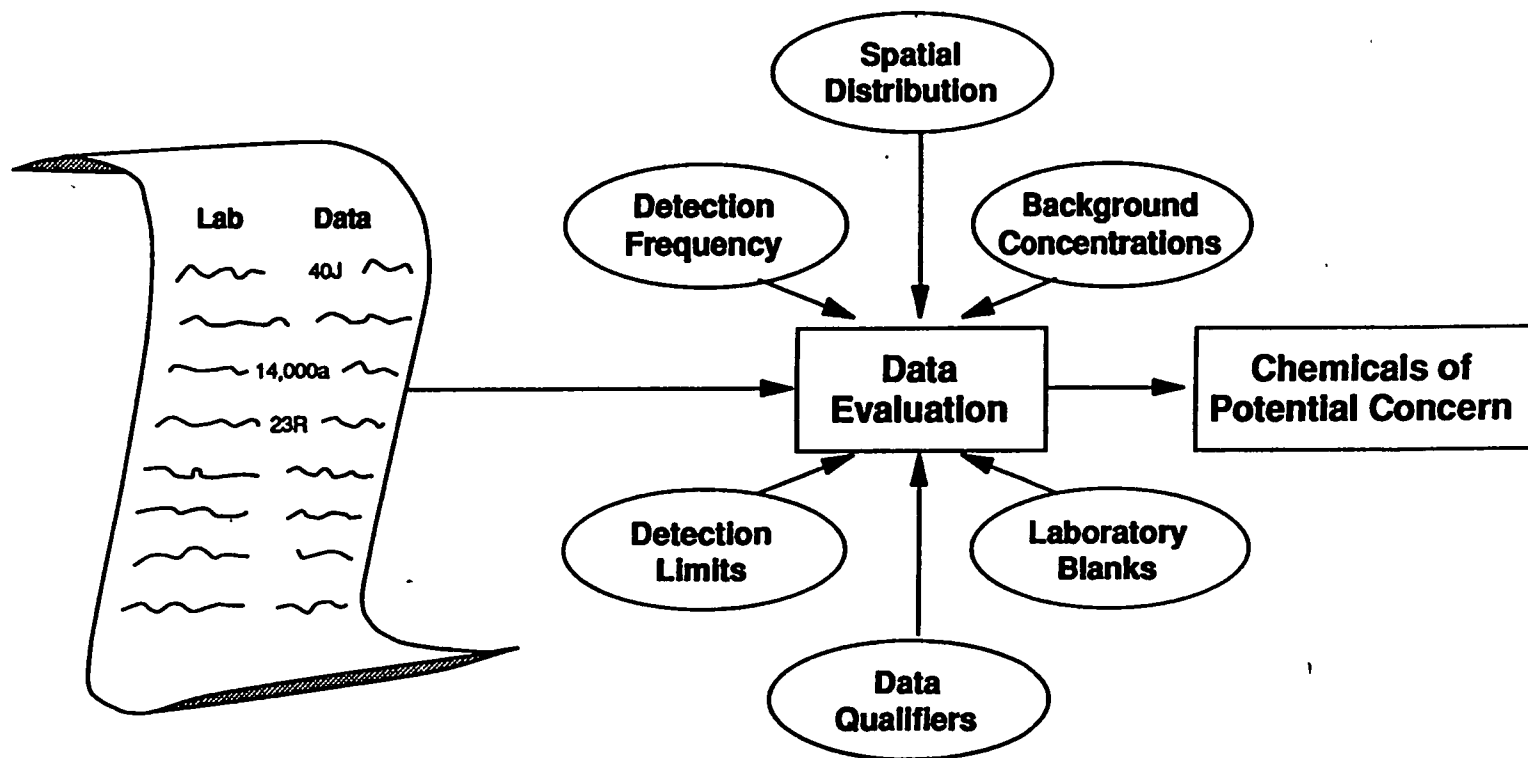 Spatial
Distribution
Detection
Frequency
Background
Concentrations
Lab Data
40J
14,000a
23R
Data
Evaluation
Chemicals of
Potential Concern
Detection
Limits
Laboratory
Blanks
Data
Qualifiers